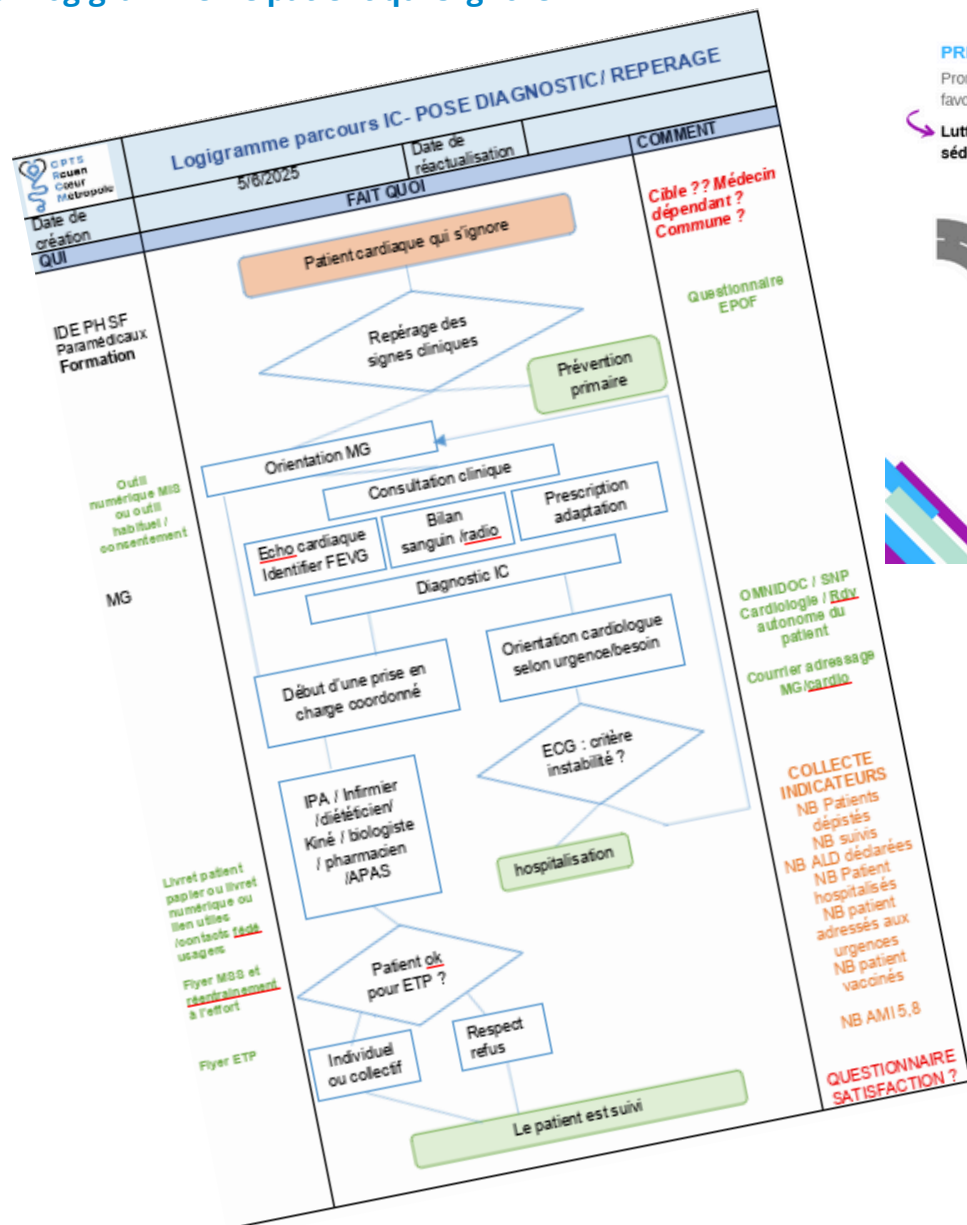 CPTS
Rouen
Cœur
Métropole
Logigramme parcours IC- POSE DIAGNOSTIC/ REPERAGE
Date de
création
5/6/2025
Date de
réactualisation
QUI
FAIT QUOI
COMMENT
Patient cardiaque qui s'ignore
Cible ?? Médecin
dépendant ?
Commune ?
IDE PH SF
Paramédicaux
Formation
Repérage des
signes cliniques
Questionnaire
EPOF
Prévention
primaire
Orientation MG
Outil
numérique MIS
ou outil
habituel /
consentement
Consultation clinique
Echo cardiaque
Identifier FEVG
Bilan
sanguin /radio
Prescription
adaptation
MG
Diagnostic IC
OMNIDOC / SNP
Cardiologie / Rdv
autonome du
patient
Courrier adressage
MG/cardio
Début d'une prise en
charge coordonné
Orientation cardiologue
selon urgence/besoin
ECG : critère
instabilité ?
IPA / Infirmier
/diététicien/
Kiné / biologiste
/ pharmacien
/APAS
hospitalisation
COLLECTE
INDICATEURS
NB Patients
dépistés
NB suivis
NB ALD déclarées
NB Patient
hospitalisés
NB patient
adressés aux
urgences
NB patient
vaccinés
NB AMI 5,8
Livret patient
papier ou livret
numérique ou
lien utiles
/contacts fédé
usagers
Flyer MSS et
réentrainement
à l'effort
Flyer ETP
Patient ok
pour ETP ?
Individuel
ou collectif
Respect
refus
QUESTIONNAIRE
SATISFACTION ?
Le patient est suivi